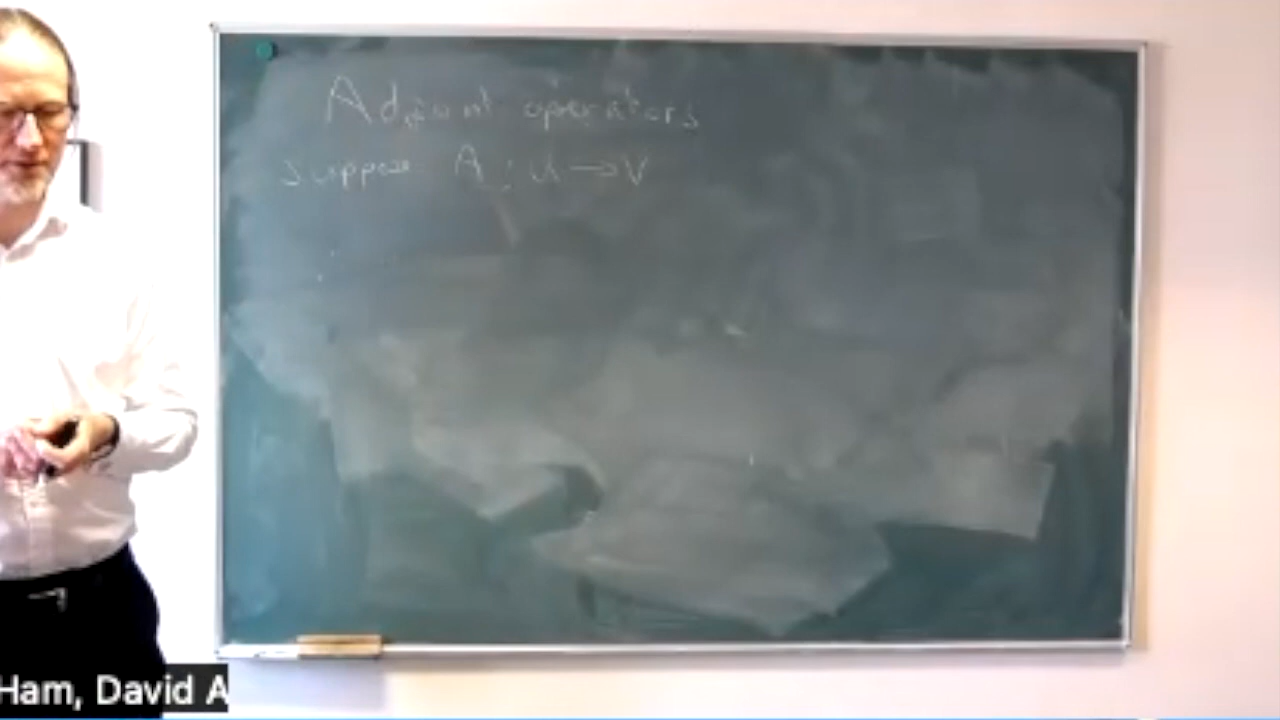 Adjoint operators
suppose A : U → V
Ham, David A